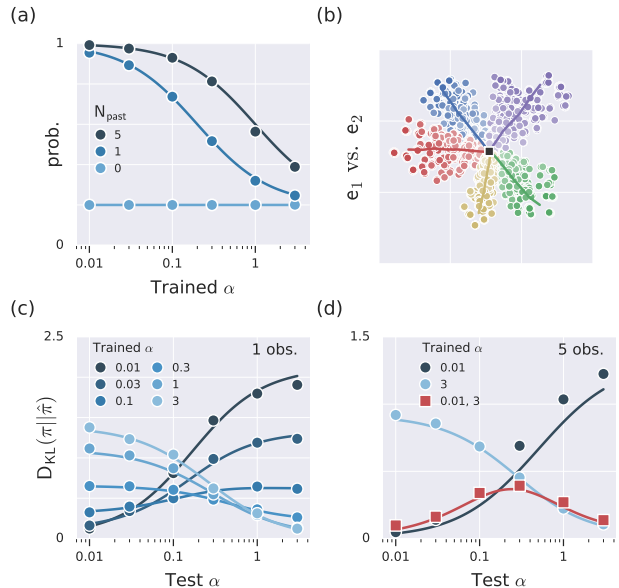 (a)
1
prob.
0
N_past
5
1
0
0.01
0.1
1
Trained α
(b)
e₁ vs. e₂
(c)
2.5
D_KL(π||π̂)
0
Trained α
1 obs.
0.01
0.3
0.03
1
0.1
3
0.01
0.1
1
Test α
(d)
1.5
0
Trained α
5 obs.
0.01
3
0.01, 3
0.01
0.1
1
Test α